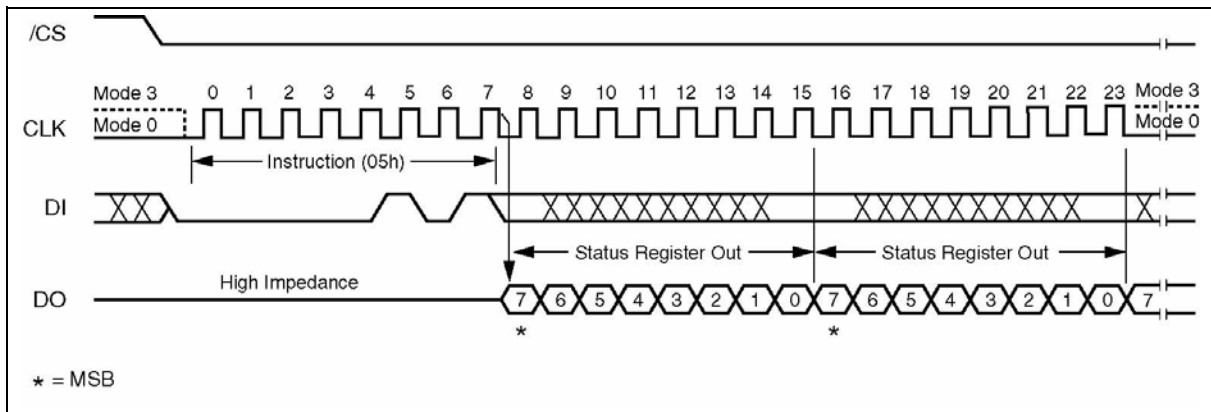 /CS
Mode 3 0 1 2 3 4 5 6 7 8 9 10 11 12 13 14 15 16 17 18 19 20 21 22 23 Mode 3
CLK Mode 0 Mode 0
Instruction (05h)
DI
Status Register Out Status Register Out
High Impedance
DO 7 6 5 4 3 2 1 0 7 6 5 4 3 2 1 0 7
* *
* = MSB